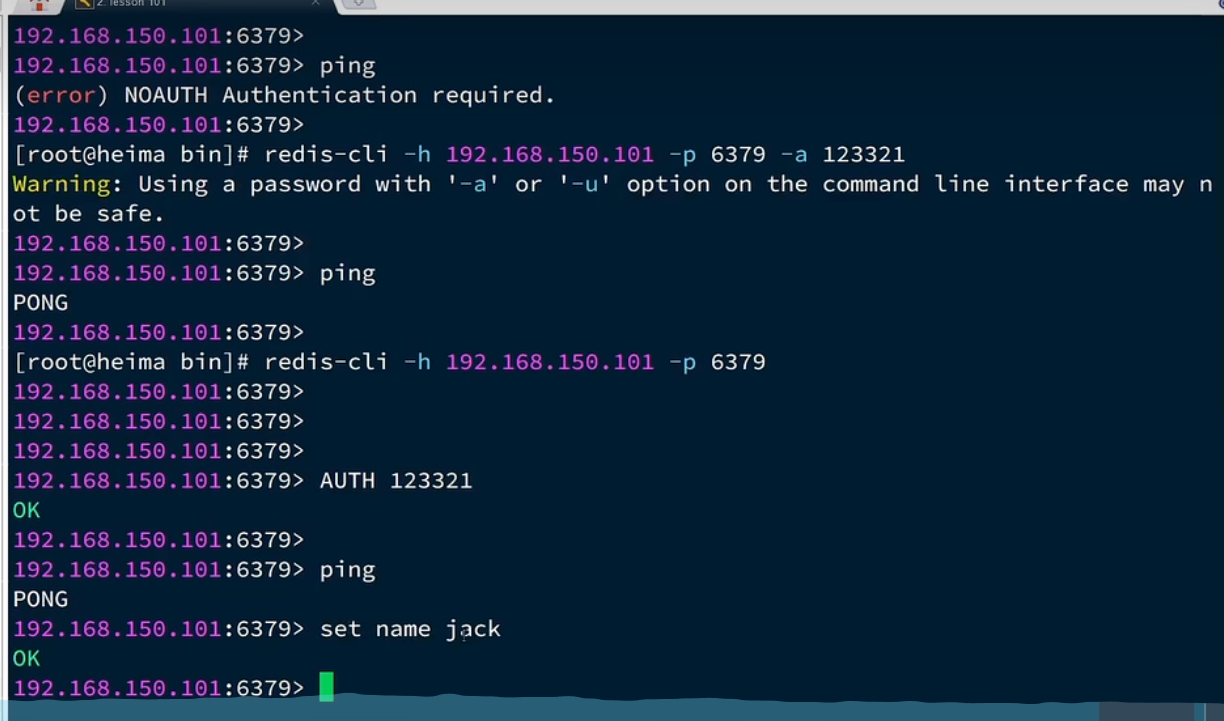 2. lesson 101
192.168.150.101:6379>
192.168.150.101:6379> ping
(error) NOAUTH Authentication required.
192.168.150.101:6379>
[root@heima bin]# redis-cli -h 192.168.150.101 -p 6379 -a 123321
Warning: Using a password with '-a' or '-u' option on the command line interface may n
ot be safe.
192.168.150.101:6379>
192.168.150.101:6379> ping
PONG
192.168.150.101:6379>
[root@heima bin]# redis-cli -h 192.168.150.101 -p 6379
192.168.150.101:6379>
192.168.150.101:6379>
192.168.150.101:6379>
192.168.150.101:6379> AUTH 123321
OK
192.168.150.101:6379>
192.168.150.101:6379> ping
PONG
192.168.150.101:6379> set name jack
OK
192.168.150.101:6379>